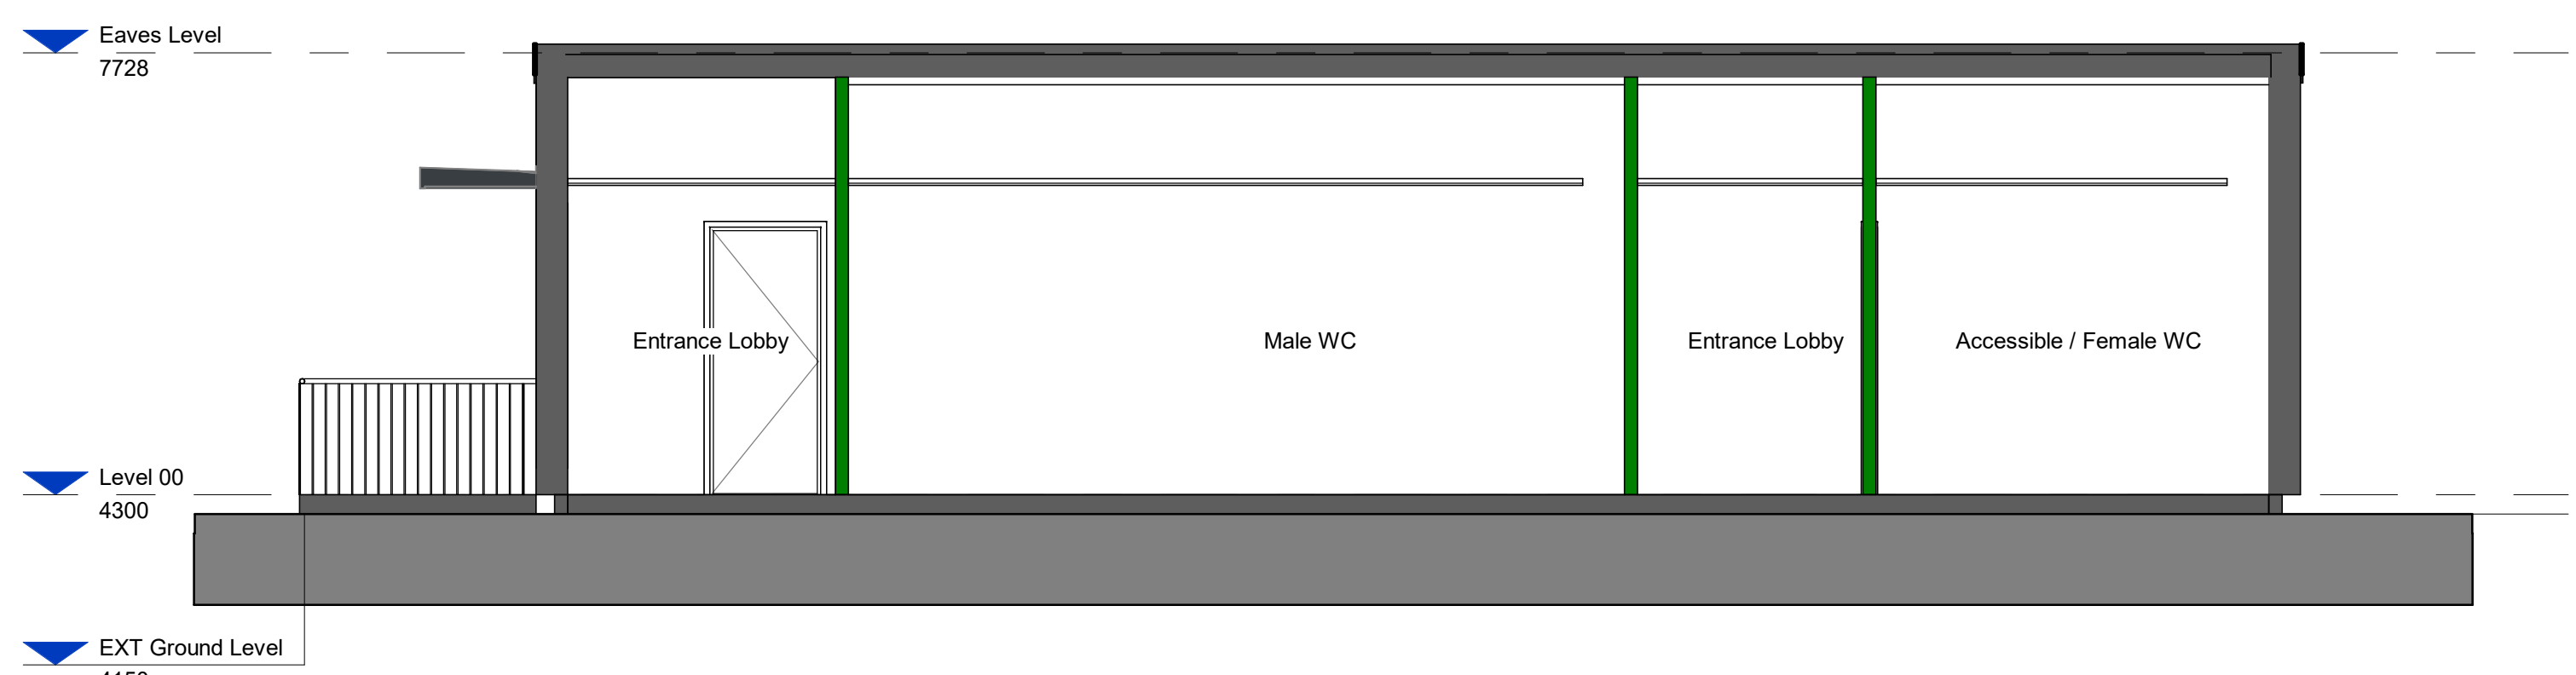 Eaves Level
7728
Entrance Lobby
Male WC
Entrance Lobby
Accessible / Female WC
Level 00
4300
EXT Ground Level